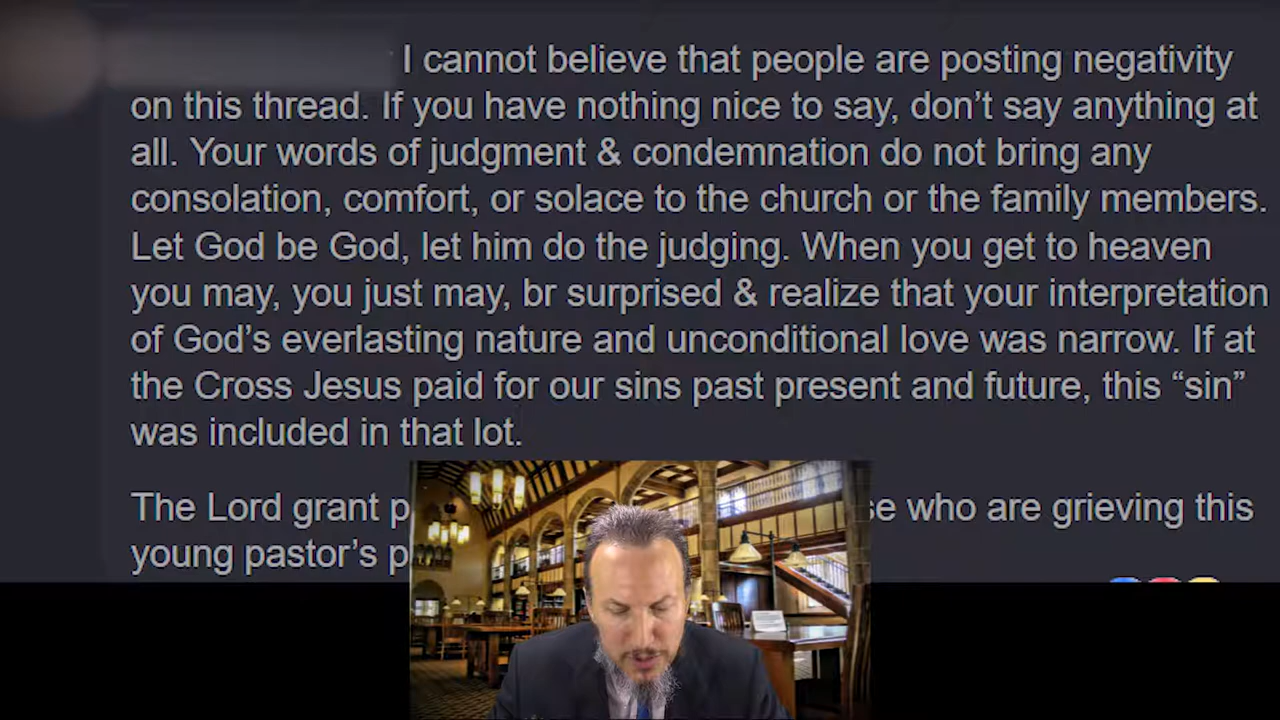 I cannot believe that people are posting negativity
on this thread. If you have nothing nice to say, don’t say anything at
all. Your words of judgment & condemnation do not bring any
consolation, comfort, or solace to the church or the family members.
Let God be God, let him do the judging. When you get to heaven
you may, you just may, br surprised & realize that your interpretation
of God’s everlasting nature and unconditional love was narrow. If at
the Cross Jesus paid for our sins past present and future, this “sin”
was included in that lot.
The Lord grant who are grieving this
young pastor’s